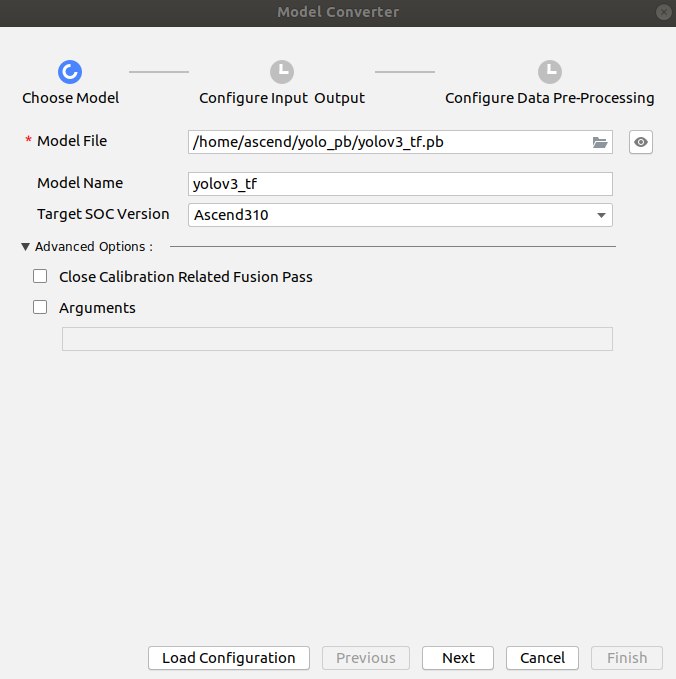 Model Converter
Choose Model
Configure Input  Output
Configure Data Pre-Processing
* Model File
/home/ascend/yolo_pb/yolov3_tf.pb
Model Name
yolov3_tf
Target SOC Version
Ascend310
Advanced Options :
Close Calibration Related Fusion Pass
Arguments
Load Configuration
Previous
Next
Cancel
Finish